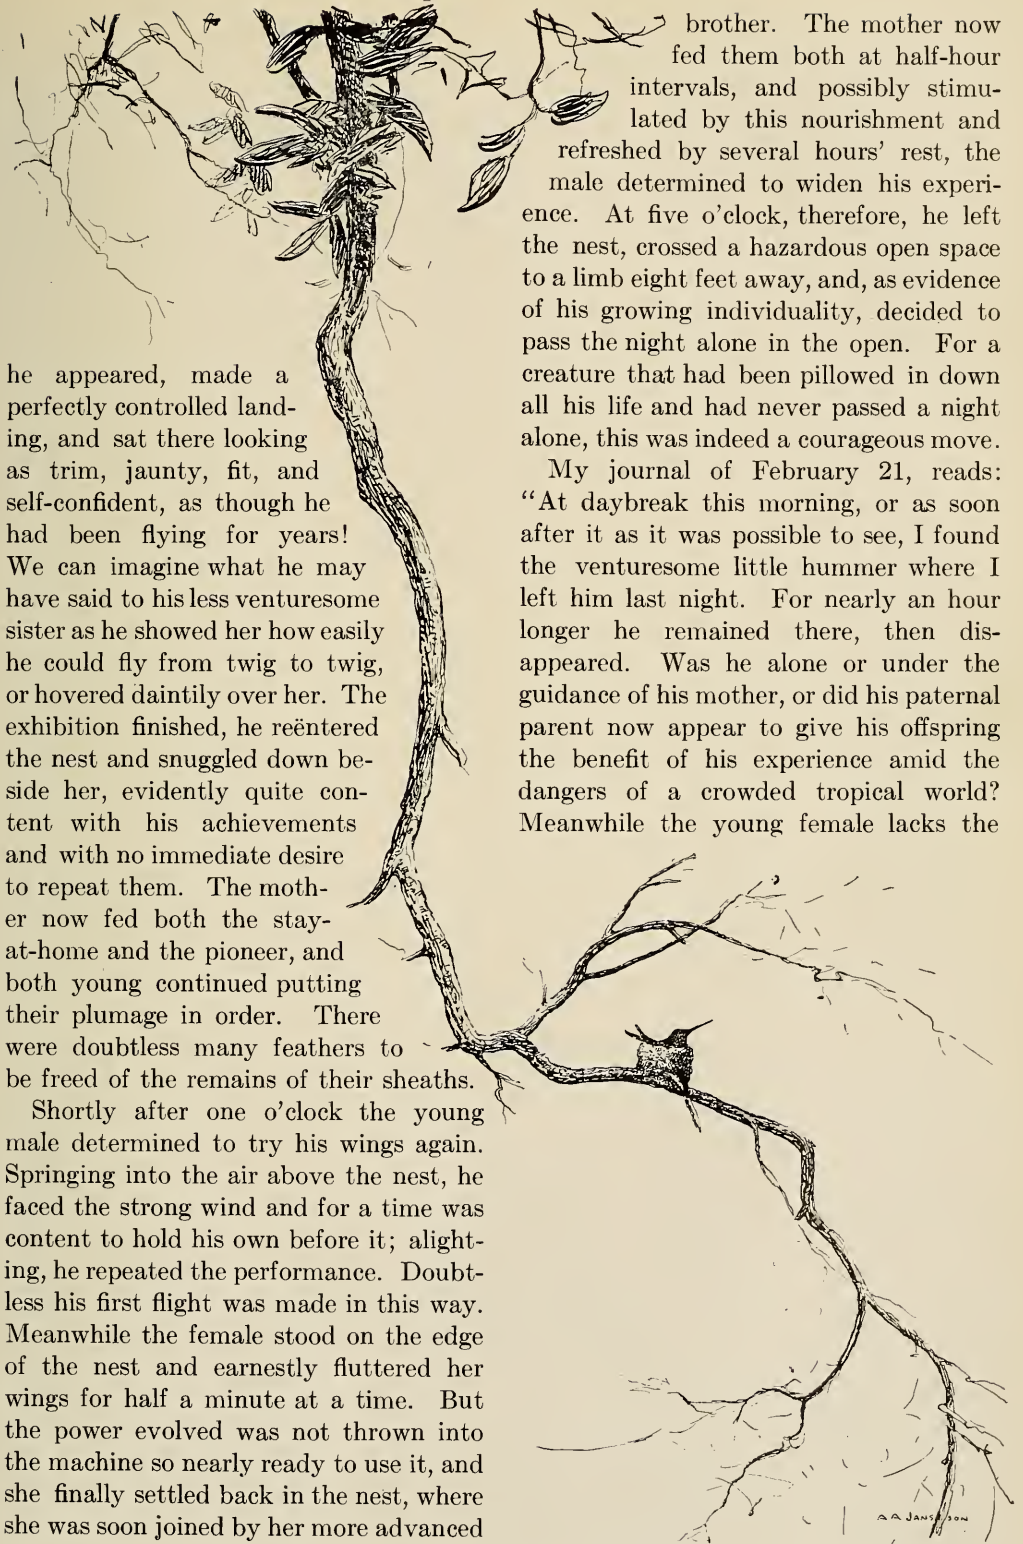 he appeared, made a
perfectly controlled land-
ing, and sat there looking
as trim, jaunty, fit, and
self-confident, as though he
had been flying for years!
We can imagine what he may
have said to his less venturesome
sister as he showed her how easily
he could fly from twig to twig,
or hovered daintily over her. The
exhibition finished, he reëntered
the nest and snuggled down be-
side her, evidently quite con-
tent with his achievements
and with no immediate desire
to repeat them. The moth-
er now fed both the stay-
at-home and the pioneer, and
both young continued putting
their plumage in order. There
were doubtless many feathers to
be freed of the remains of their sheaths.
Shortly after one o'clock the young
male determined to try his wings again.
Springing into the air above the nest, he
faced the strong wind and for a time was
content to hold his own before it; alight-
ing, he repeated the performance. Doubt-
less his first flight was made in this way.
Meanwhile the female stood on the edge
of the nest and earnestly fluttered her
wings for half a minute at a time. But
the power evolved was not thrown into
the machine so nearly ready to use it, and
she finally settled back in the nest, where
she was soon joined by her more advanced
brother. The mother now
fed them both at half-hour
intervals, and possibly stimu-
lated by this nourishment and
refreshed by several hours' rest, the
male determined to widen his experi-
ence. At five o'clock, therefore, he left
the nest, crossed a hazardous open space
to a limb eight feet away, and, as evidence
of his growing individuality, decided to
pass the night alone in the open. For a
creature that had been pillowed in down
all his life and had never passed a night
alone, this was indeed a courageous move.
My journal of February 21, reads:
"At daybreak this morning, or as soon
after it as it was possible to see, I found
the venturesome little hummer where I
left him last night. For nearly an hour
longer he remained there, then dis-
appeared. Was he alone or under the
guidance of his mother, or did his paternal
parent now appear to give his offspring
the benefit of his experience amid the
dangers of a crowded tropical world?
Meanwhile the young female lacks the